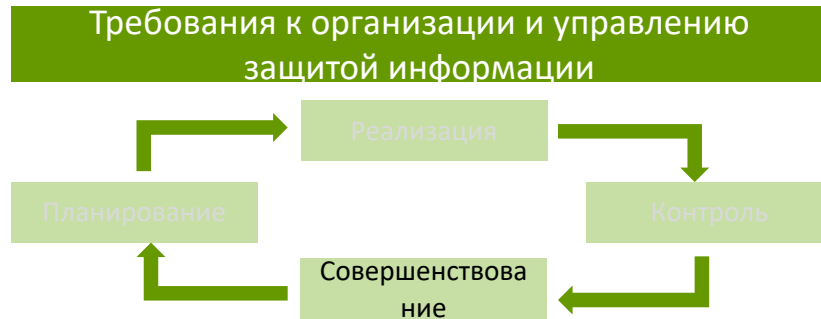 Требования к организации и управлению
защитой информации
Реализация
Планирование
Контроль
Совершенствова
ние